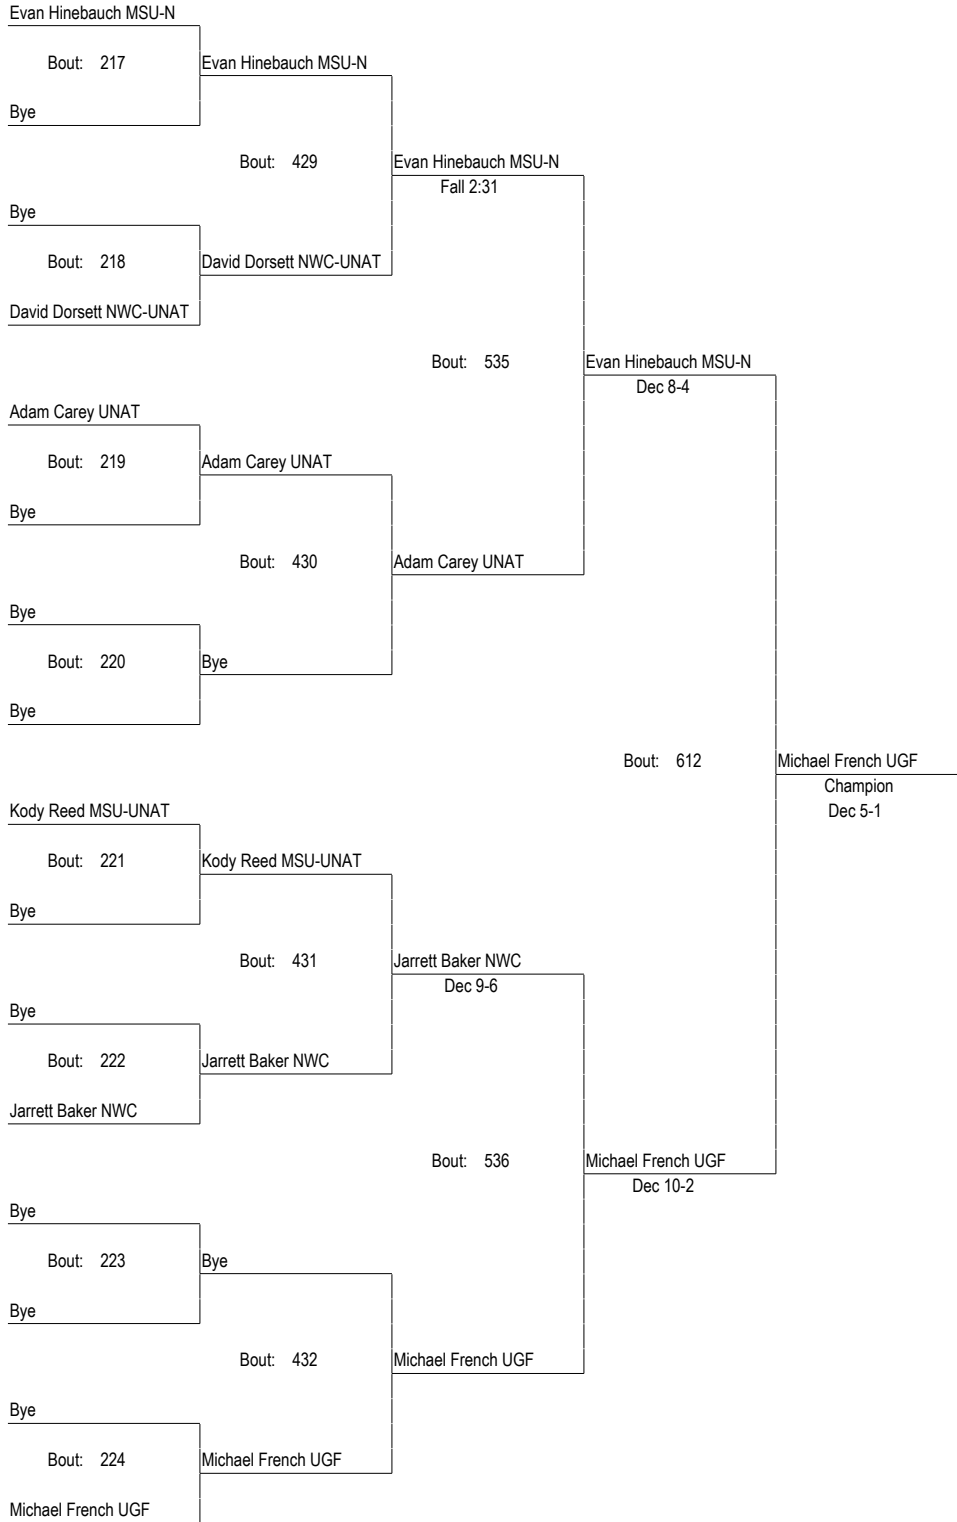 Evan Hinebauch MSU-N
Bout: 217
Evan Hinebauch MSU-N
Bye
Bout: 429
Evan Hinebauch MSU-N
Fall 2:31
Bye
Bout: 218
David Dorsett NWC-UNAT
David Dorsett NWC-UNAT
Bout: 535
Evan Hinebauch MSU-N
Dec 8-4
Adam Carey UNAT
Bout: 219
Adam Carey UNAT
Bye
Bout: 430
Adam Carey UNAT
Bye
Bout: 220
Bye
Bye
Bout: 612
Michael French UGF
Champion
Dec 5-1
Kody Reed MSU-UNAT
Bout: 221
Kody Reed MSU-UNAT
Bye
Bout: 431
Jarrett Baker NWC
Dec 9-6
Bye
Bout: 222
Jarrett Baker NWC
Jarrett Baker NWC
Bout: 536
Michael French UGF
Dec 10-2
Bye
Bout: 223
Bye
Bye
Bout: 432
Michael French UGF
Bye
Bout: 224
Michael French UGF
Michael French UGF